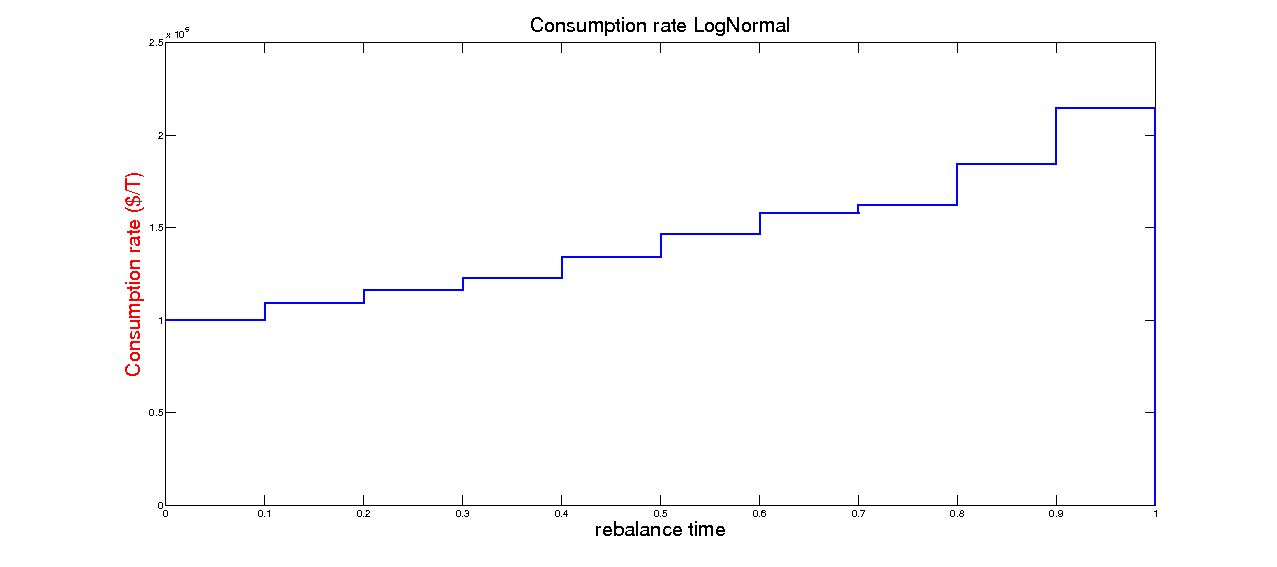 Consumption rate LogNormal
x 10^5
2.5
2
1.5
1
0.5
0
Consumption rate ($/T)
0 0.1 0.2 0.3 0.4 0.5 0.6 0.7 0.8 0.9 1
rebalance time